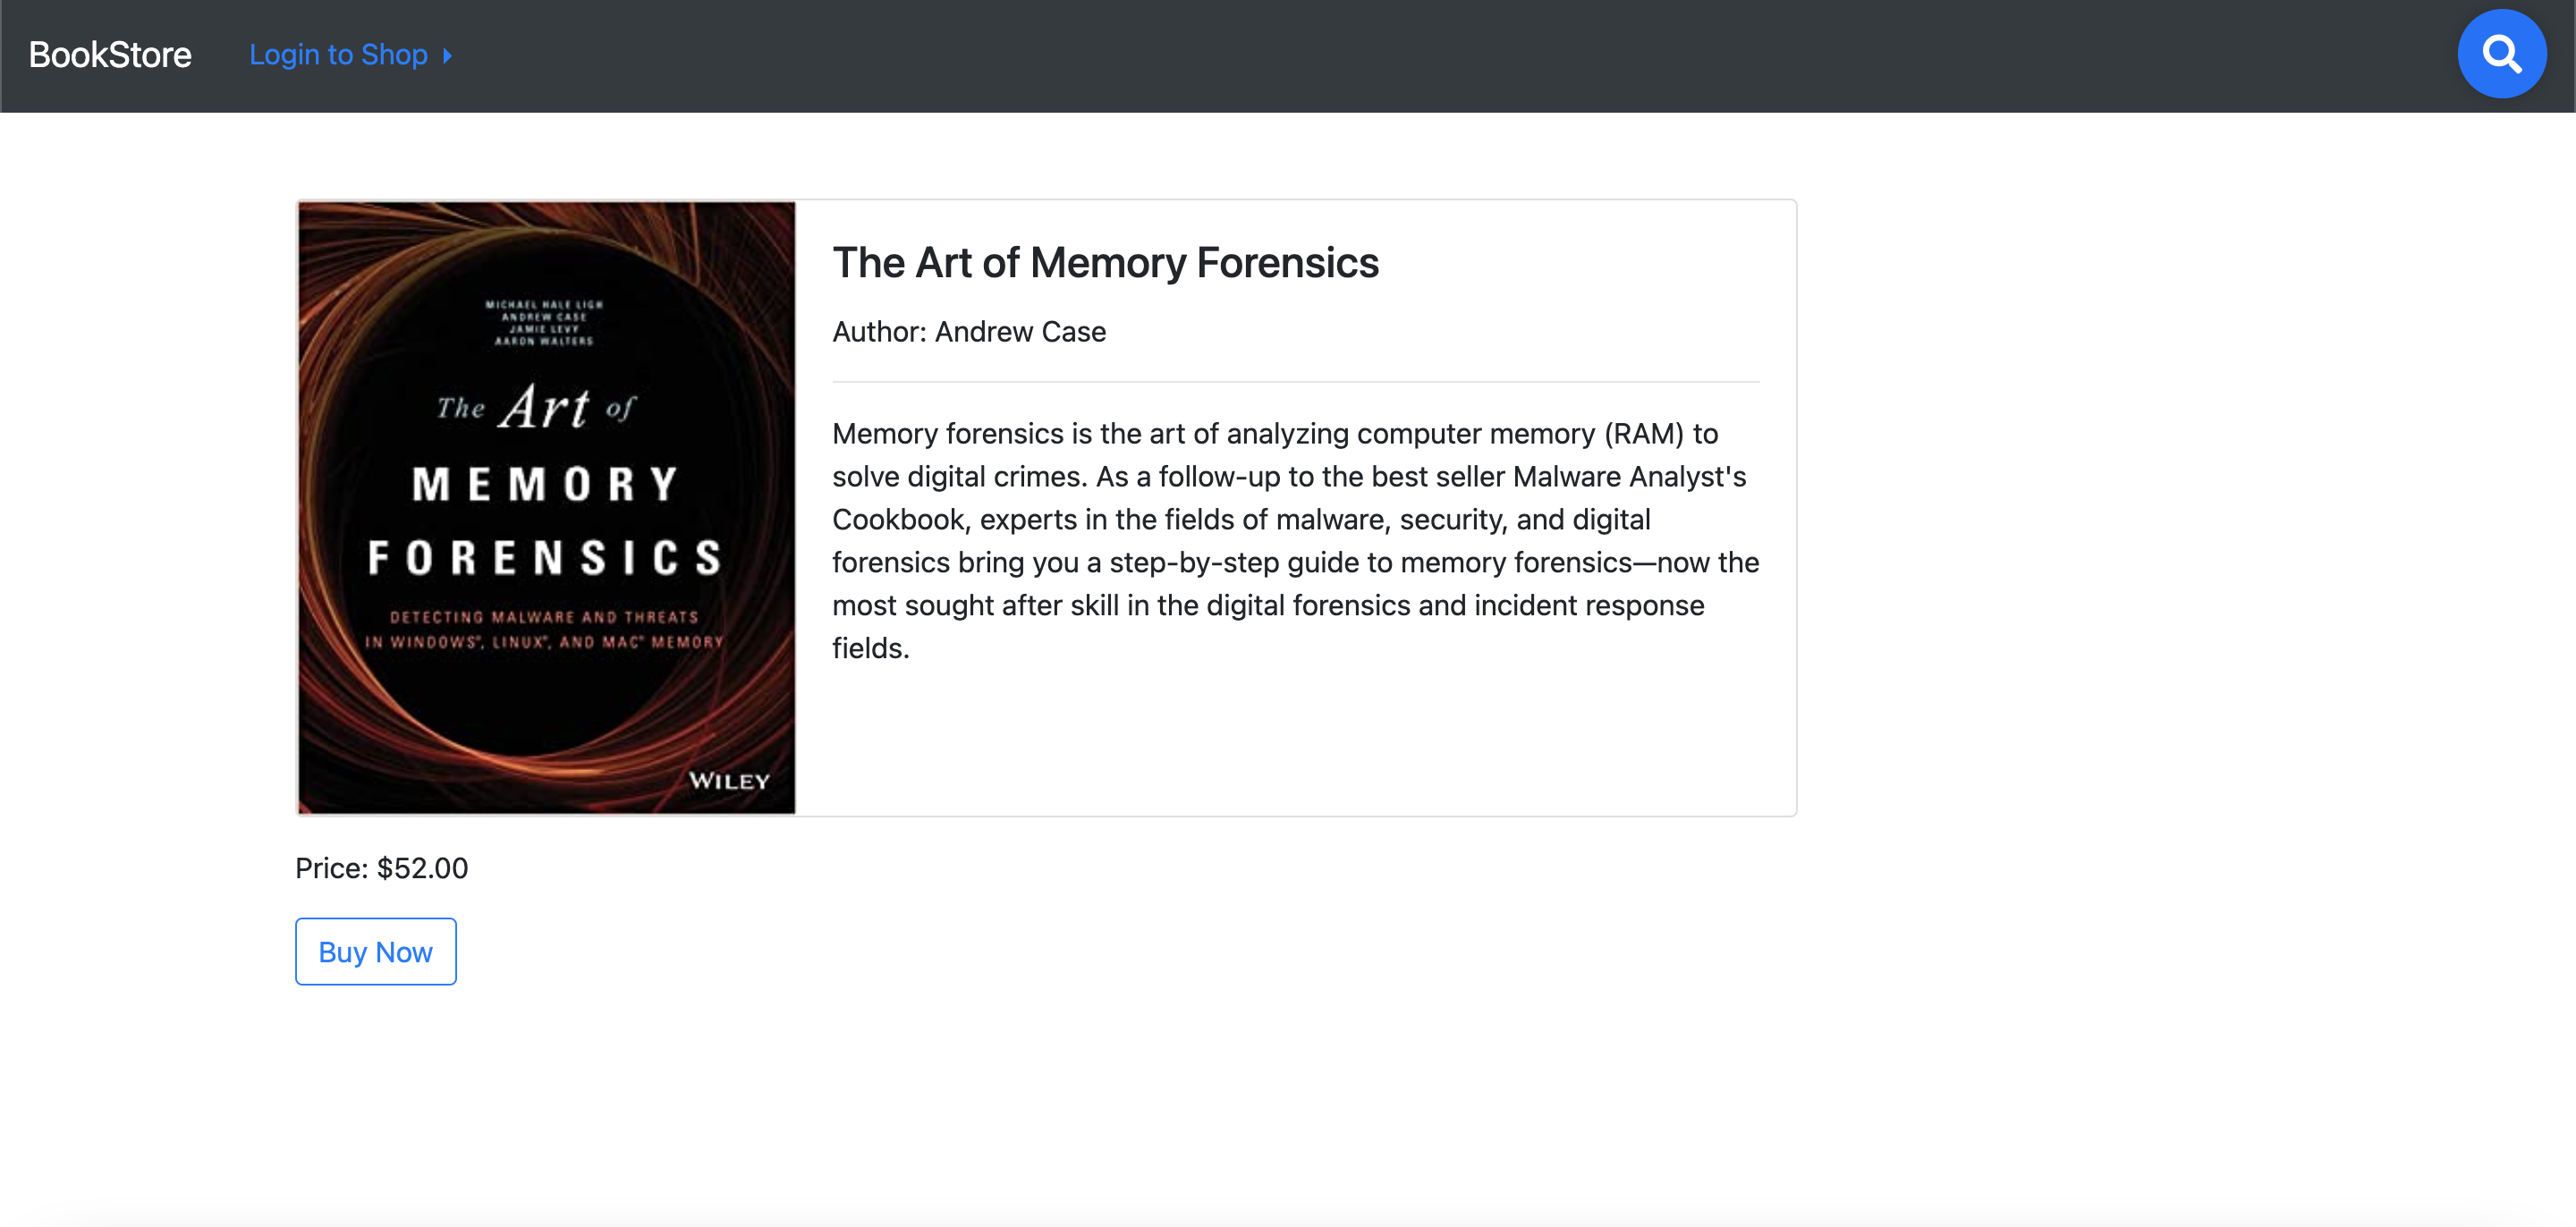 BookStore
Login to Shop
MICHAEL HALE LIGH
ANDREW CASE
JAMIE LEVY
AARON WALTERS
The Art of
MEMORY
FORENSICS
DETECTING MALWARE AND THREATS
IN WINDOWS®, LINUX®, AND MAC® MEMORY
WILEY
The Art of Memory Forensics
Author: Andrew Case
Memory forensics is the art of analyzing computer memory (RAM) to
solve digital crimes. As a follow-up to the best seller Malware Analyst's
Cookbook, experts in the fields of malware, security, and digital
forensics bring you a step-by-step guide to memory forensics—now the
most sought after skill in the digital forensics and incident response
fields.
Price: $52.00
Buy Now